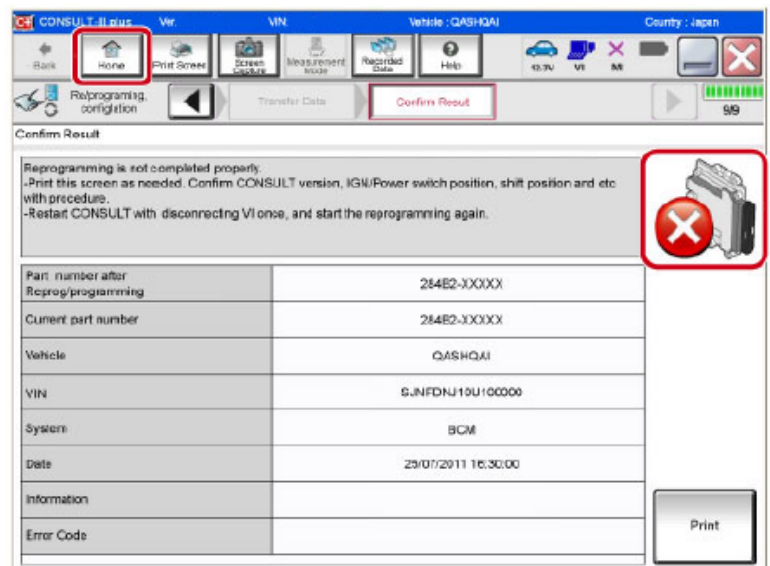 CONSULT-III plus Ver. VIN: Vehicle : QASHQAI Country : Japan
Back Home Print Screen Screen Capture Measurement Mode Recorded Data Help 13.3V VI MI
Re/programing, configlation Transfer Data Confirm Result 9/9
Confirm Result
Reprogramming is not completed properly.
-Print this screen as needed. Confirm CONSULT version, IGN/Power switch position, shift position and etc
with procedure.
-Restart CONSULT with disconnecting VI once, and start the reprogramming again.
Part number after
Reprog/programming 284B2-XXXXX
Current part number 284B2-XXXXX
Vehicle QASHQAI
VIN SJNFDNJ10U100000
System BCM
Date 25/07/2011 16:30:00
Information
Error Code
Print